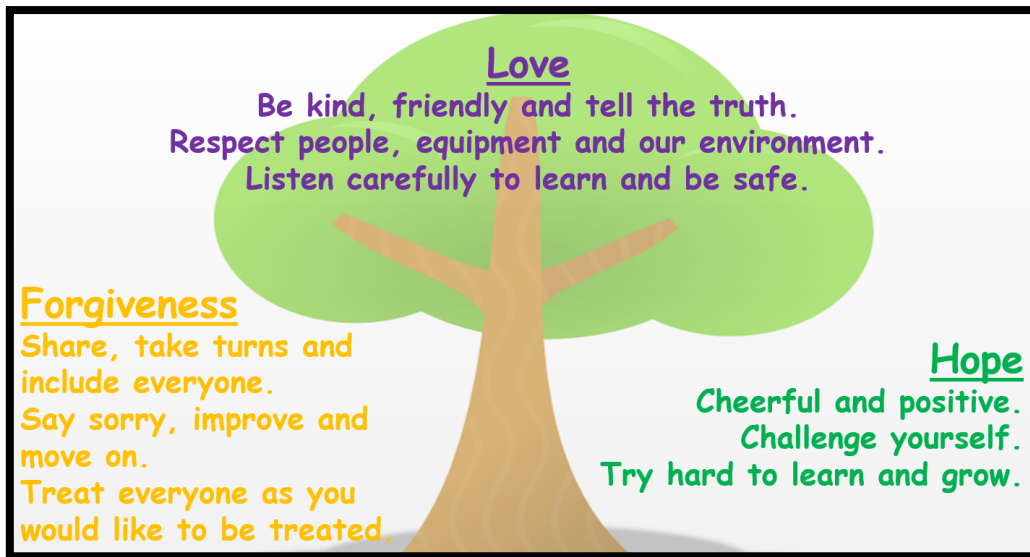 Love
Be kind, friendly and tell the truth.
Respect people, equipment and our environment.
Listen carefully to learn and be safe.
Forgiveness
Share, take turns and
include everyone.
Say sorry, improve and
move on.
Treat everyone as you
would like to be treated.
Hope
Cheerful and positive.
Challenge yourself.
Try hard to learn and grow.